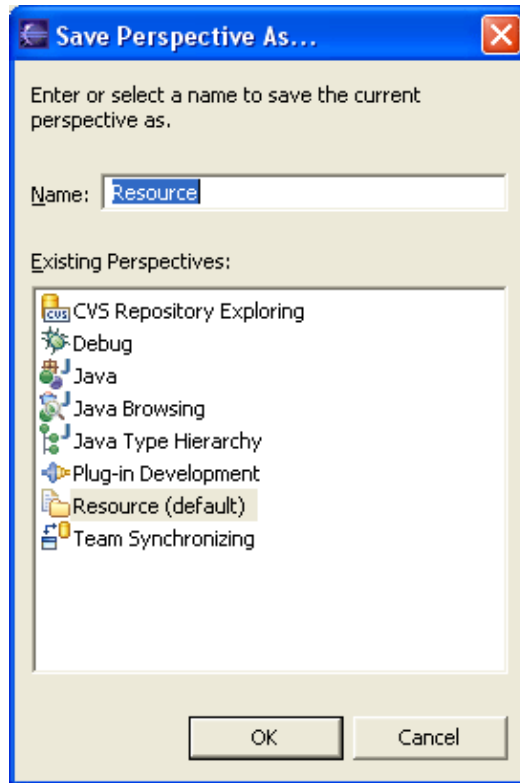 Save Perspective As...
Enter or select a name to save the current
perspective as.
Name: Resource
Existing Perspectives:
CVS CVS Repository Exploring
Debug
Java
Java Browsing
Java Type Hierarchy
Plug-in Development
Resource (default)
Team Synchronizing
OK Cancel